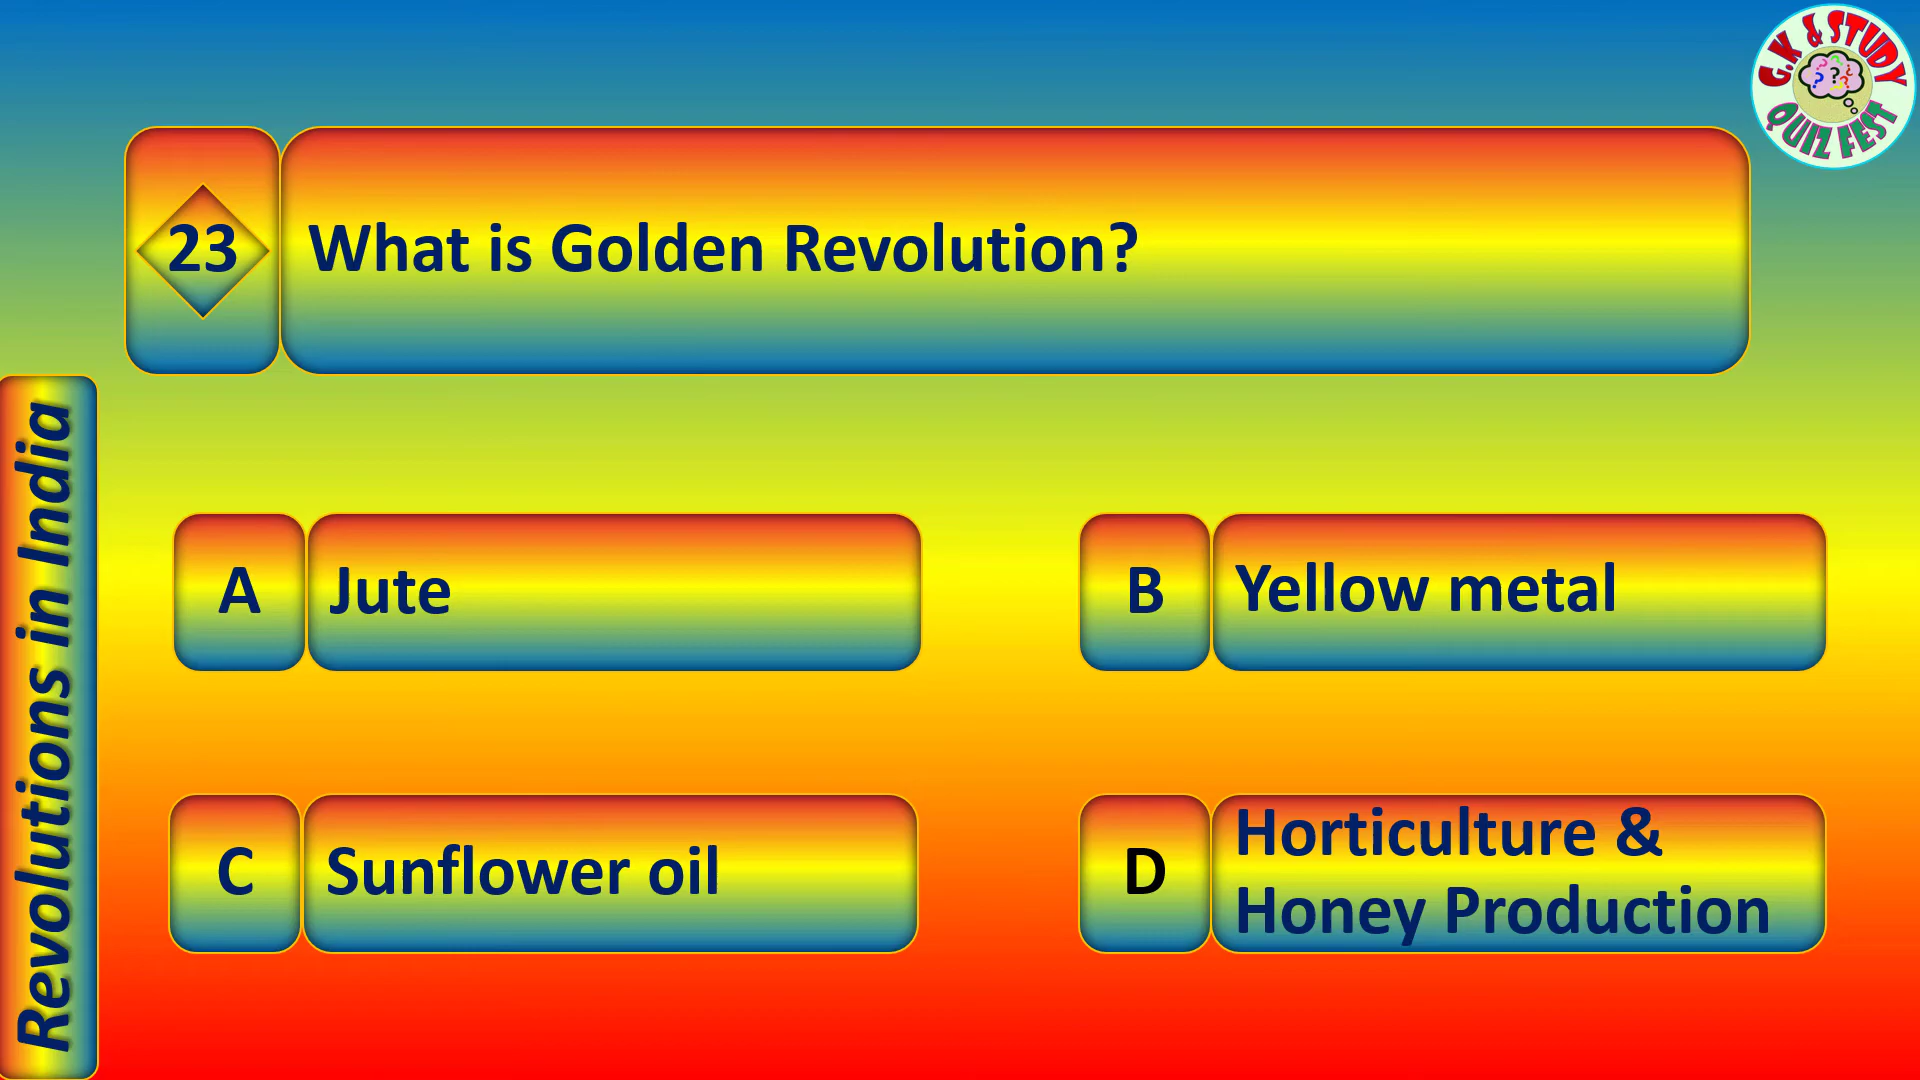 G.K & STUDY
QUIZ FEST
23
What is Golden Revolution?
Revolutions in India
A
Jute
B
Yellow metal
C
Sunflower oil
D
Horticulture &
Honey Production